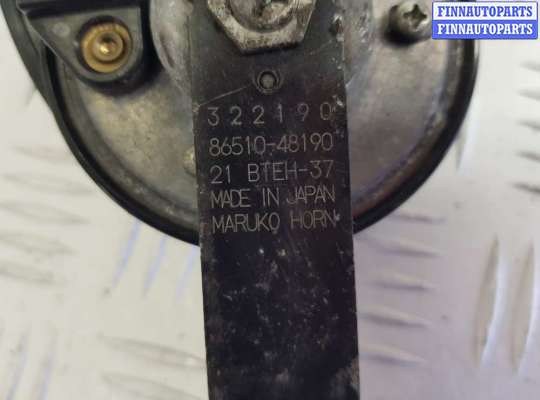 FINNAUTOPARTS
FINNAUTOPARTS
322190
86510-48190
21 BTEH-37
MADE IN JAPAN
MARUKO HORN